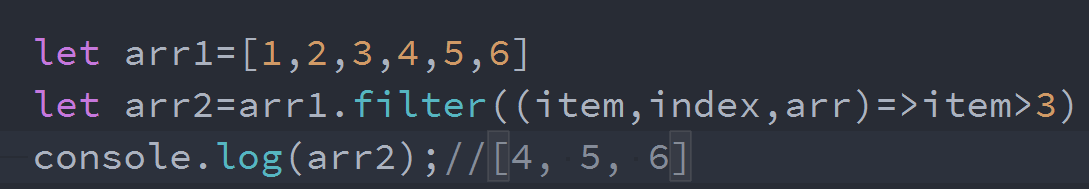 let arr1=[1,2,3,4,5,6]
let arr2=arr1.filter((item,index,arr)=>item>3)
console.log(arr2);//[4, 5, 6]